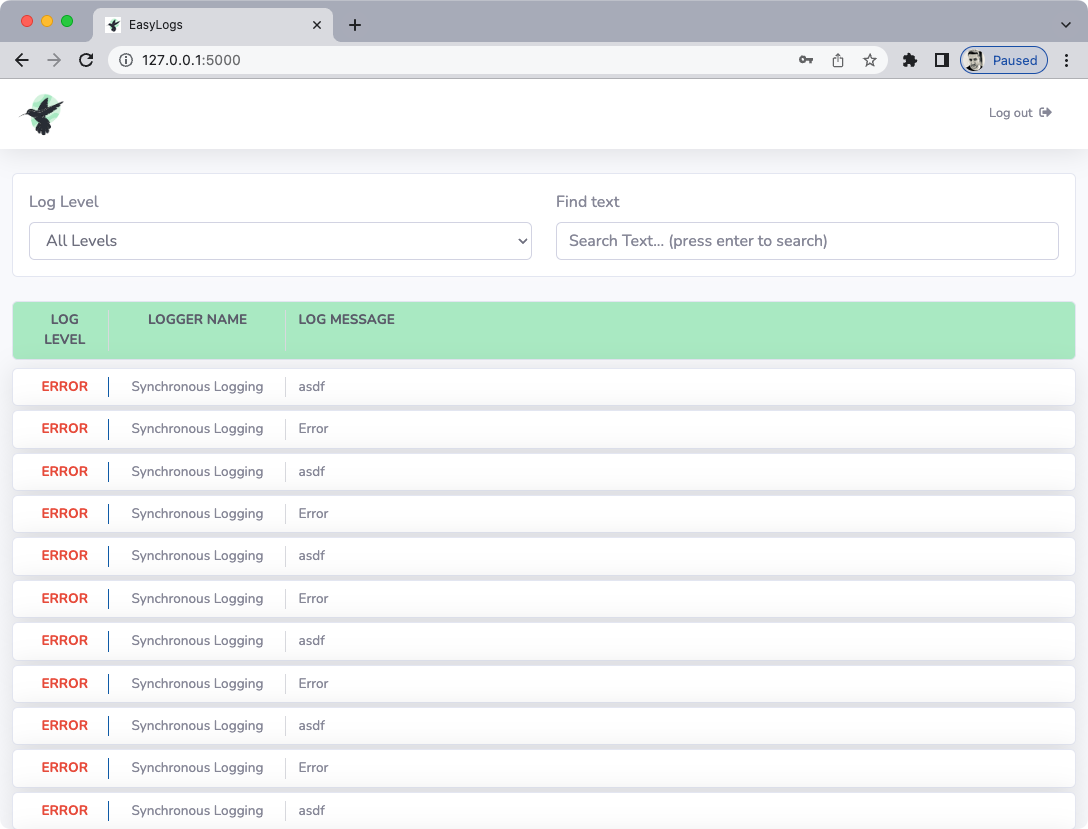 EasyLogs
127.0.0.1:5000
Paused
Log out
Log Level
Find text
All Levels
Search Text... (press enter to search)
LOG LEVEL
LOGGER NAME
LOG MESSAGE
ERROR Synchronous Logging asdf
ERROR Synchronous Logging Error
ERROR Synchronous Logging asdf
ERROR Synchronous Logging Error
ERROR Synchronous Logging asdf
ERROR Synchronous Logging Error
ERROR Synchronous Logging asdf
ERROR Synchronous Logging Error
ERROR Synchronous Logging asdf
ERROR Synchronous Logging Error
ERROR Synchronous Logging asdf